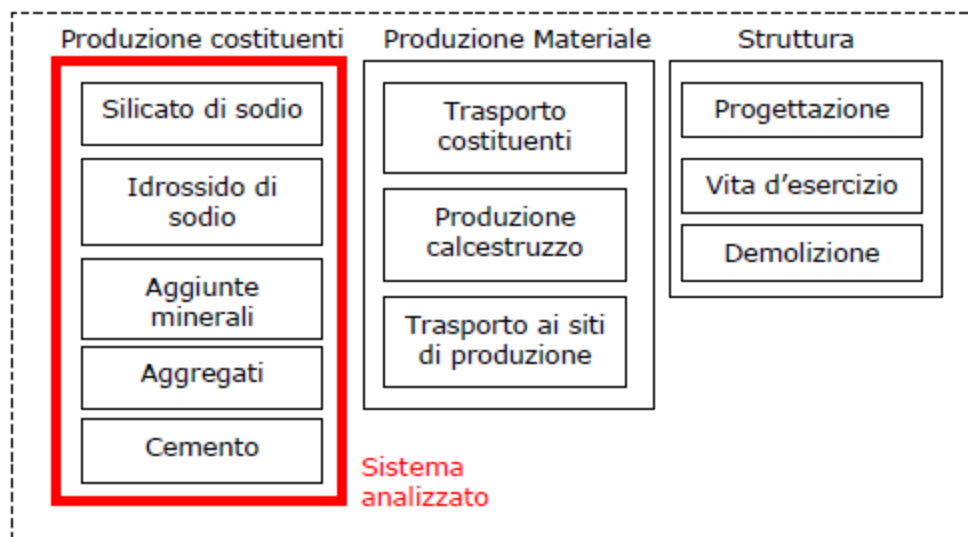 Produzione costituenti
Silicato di sodio
Idrossido di
sodio
Aggiunte
minerali
Aggregati
Cemento
Produzione Materiale
Trasporto
costituenti
Produzione
calcestruzzo
Trasporto ai siti
di produzione
Struttura
Progettazione
Vita d’esercizio
Demolizione
Sistema
analizzato